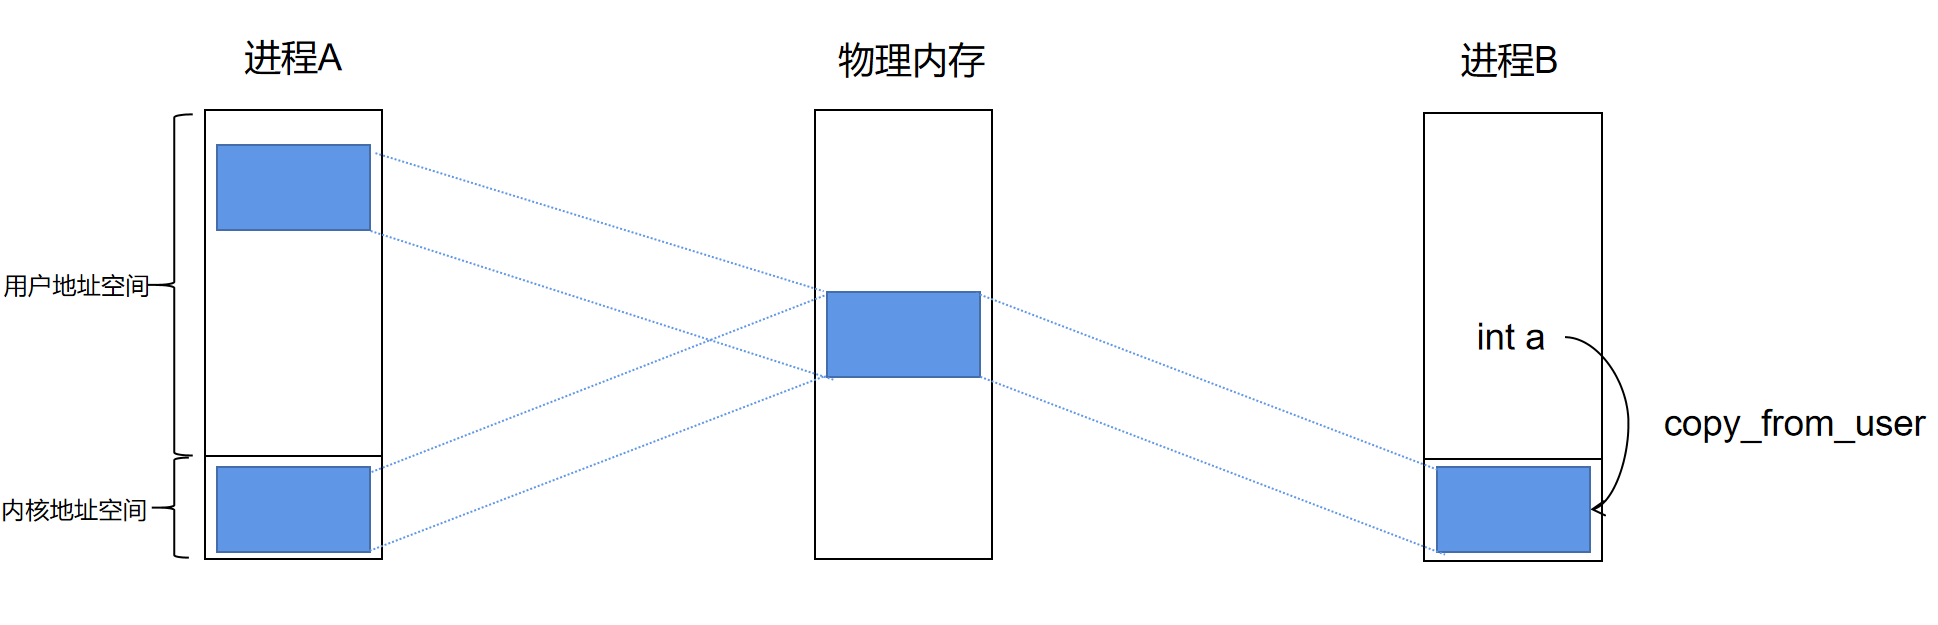 进程A
物理内存
进程B
用户地址空间
int a
copy_from_user
内核地址空间